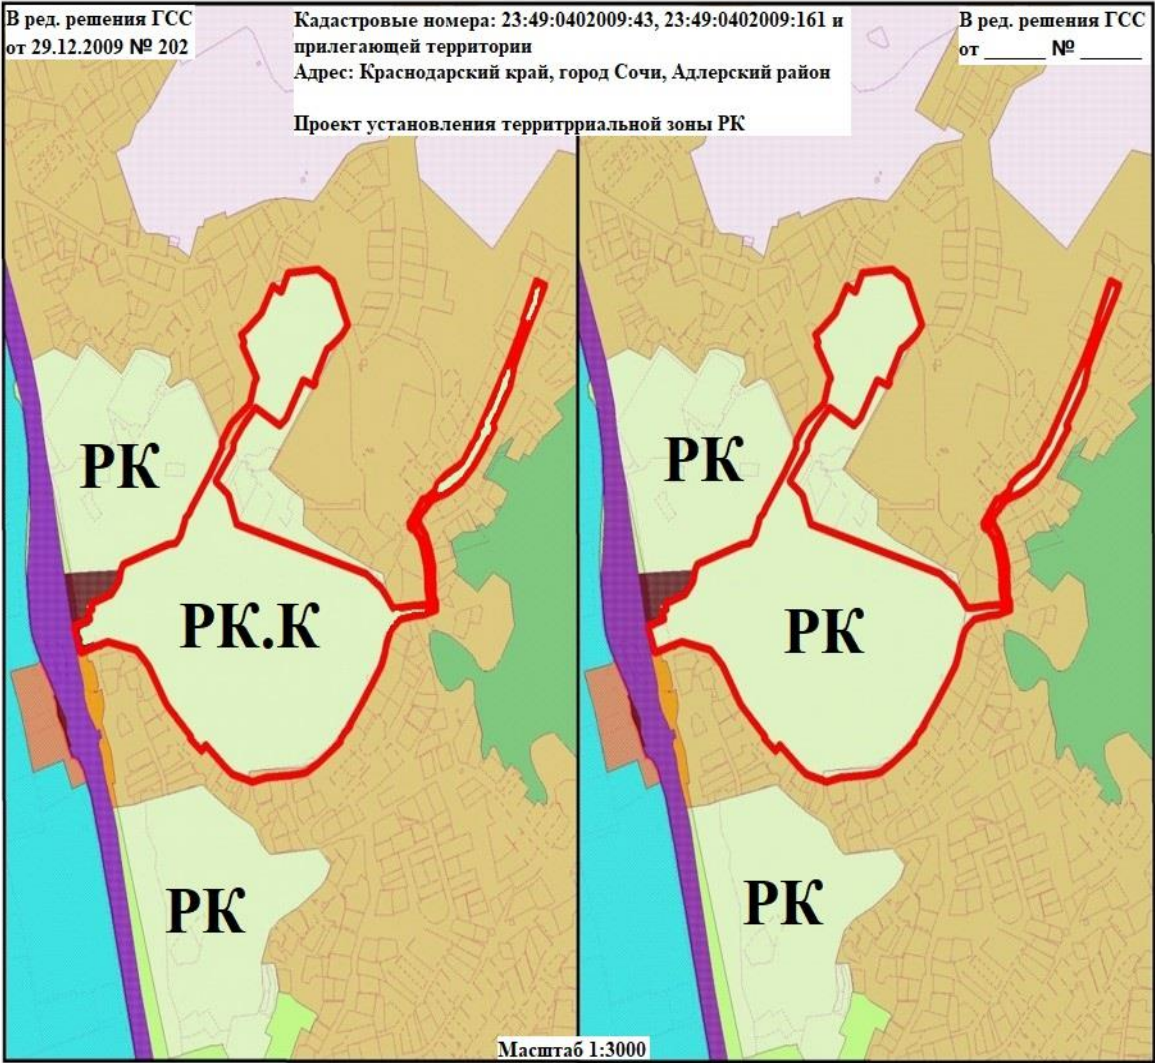 В ред. решения ГСС
от 29.12.2009 № 202
Кадастровые номера: 23:49:0402009:43, 23:49:0402009:161 и
прилегающей территории
Адрес: Краснодарский край, город Сочи, Адлерский район
Проект установления территрриальной зоны РК
В ред. решения ГСС
от ______ № ______
РК
РК.К
РК
РК
РК
РК
Масштаб 1:3000